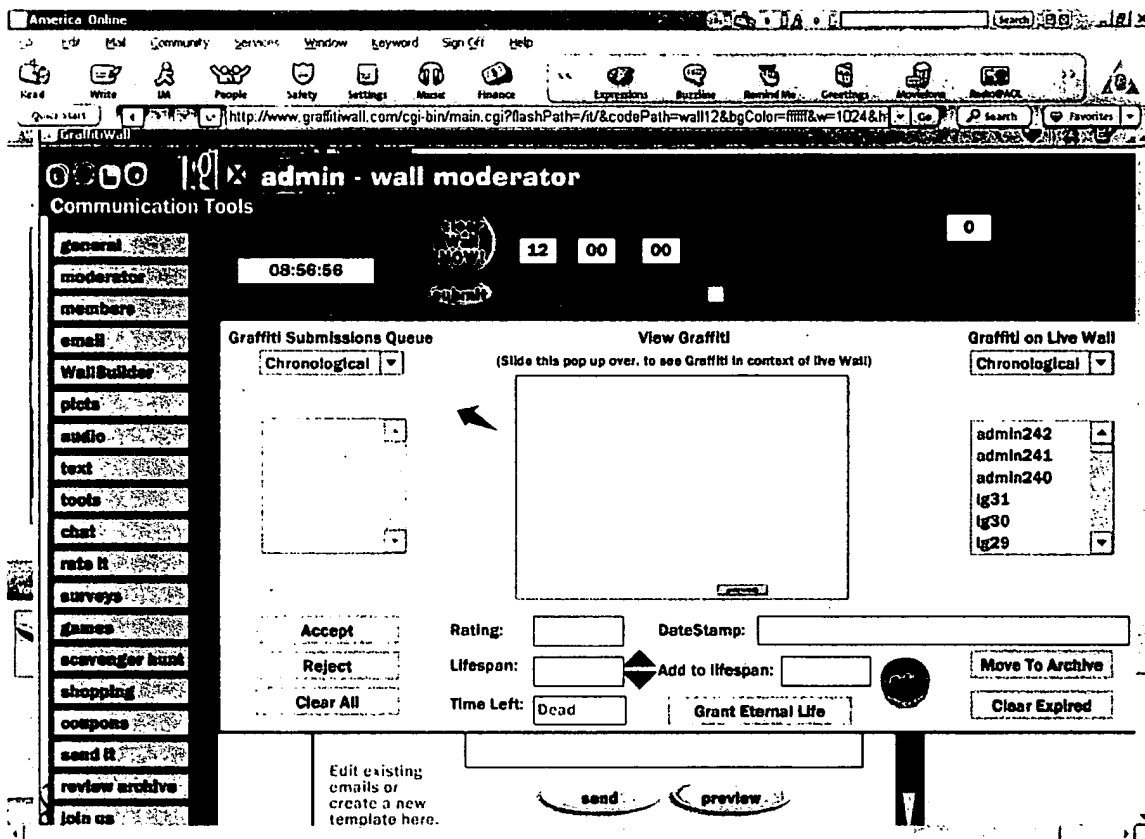 America Online
Search
Edit Mail Community Services Window Keyword Sign Off Help
Read Write IM People Safety Settings Music Finance Expressions Buzzline Remind Me Greetings Moviefone Radio@AOL
Quick Start http://www.graffitiwall.com/cgi-bin/main.cgi?flashPath=/it/&codePath=wall12&bgColor=ffffff&w=1024&h Go Search Favorites
GraffitiWall
admin - wall moderator
Communication Tools
general
moderator
members
email
WallBuilder
picts
audio
text
tools
chat
rate it
surveys
games
scavenger hunt
shopping
coupons
send it
review archive
join us
08:56:56
NOW!
submit
12 00 00
0
Graffiti Submissions Queue
Chronological
Accept
Reject
Clear All
View Graffiti
(Slide this pop up over, to see Graffiti in context of live Wall)
Rating:
Lifespan:
Time Left: Dead
DateStamp:
Add to lifespan:
Grant Eternal Life
Graffiti on Live Wall
Chronological
admin242
admin241
admin240
lg31
lg30
lg29
Move To Archive
Clear Expired
Edit existing
emails or
create a new
template here.
send preview